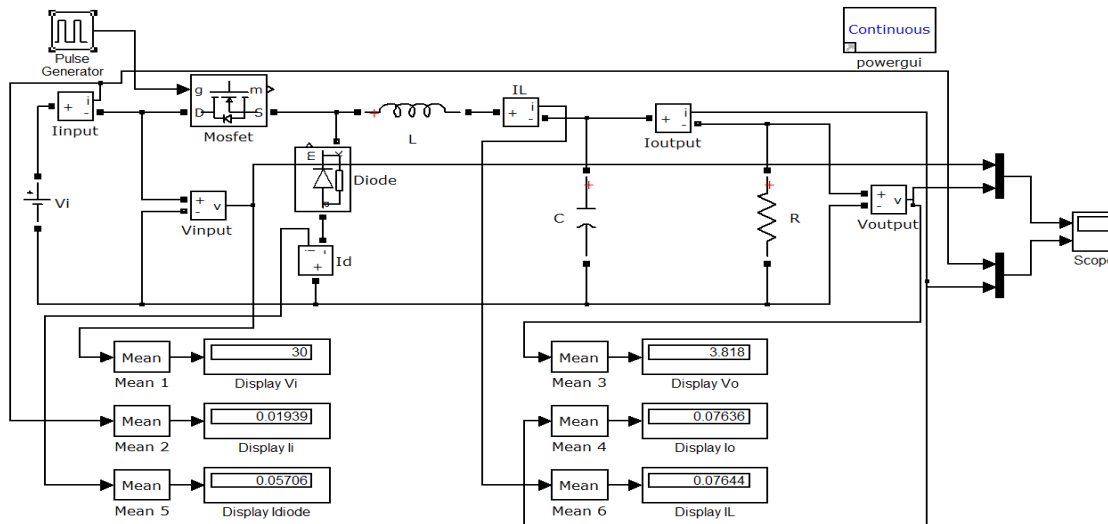 Continuous
powergui
Pulse
Generator
g
m
D
S
Mosfet
+
i
-
Iinput
L
IL
+
i
-
+
i
-
Ioutput
m
Diode
Vi
+
-
v
Vinput
Id
i
-
+
C
R
+
-
v
Voutput
Scope
Mean
Mean 1
30
Display Vi
Mean
Mean 3
3.818
Display Vo
Mean
Mean 2
0.01939
Display Ii
Mean
Mean 4
0.07636
Display Io
Mean
Mean 5
0.05706
Display Idiode
Mean
Mean 6
0.07644
Display IL